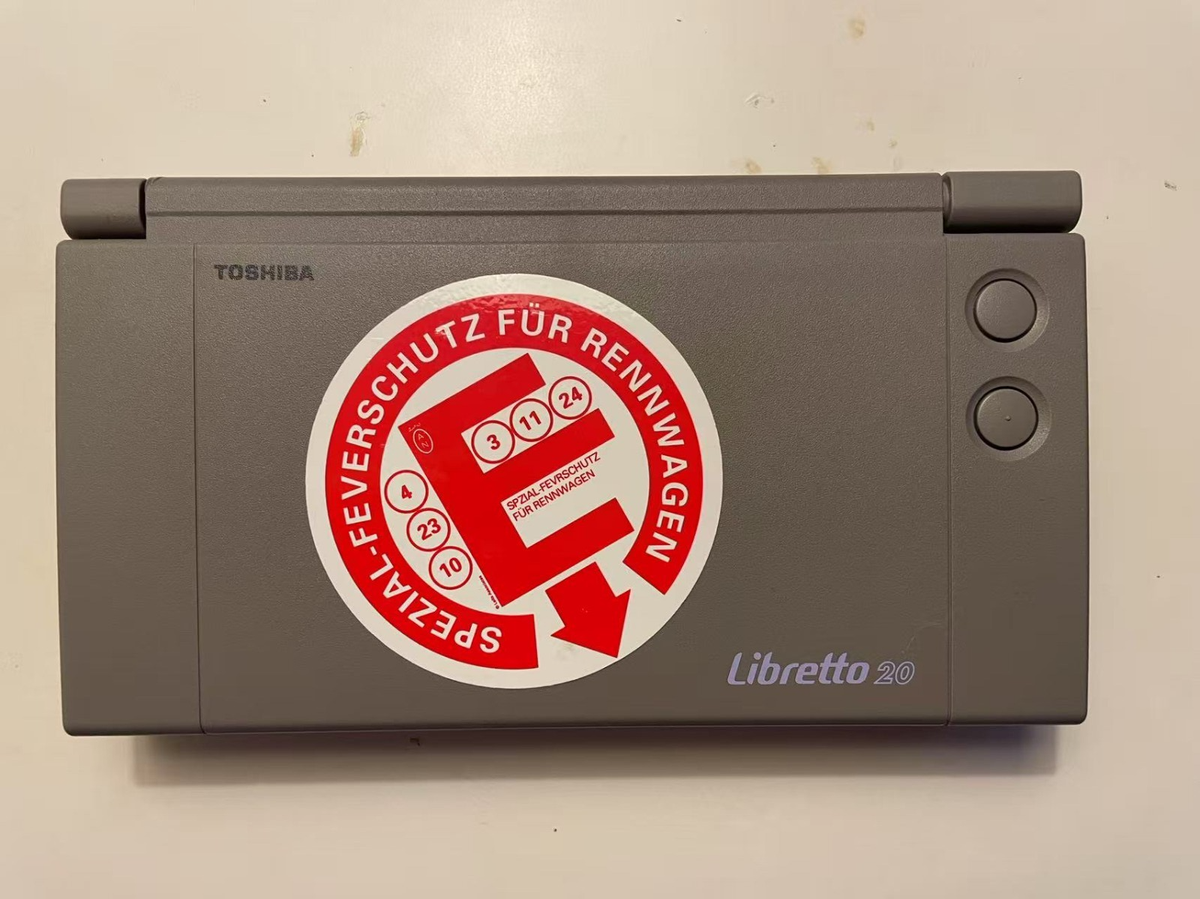 TOSHIBA
SPEZIAL-FEVERSCHUTZ FÜR RENNWAGEN
3 11 24
SPZIAL-FEVRSCHUTZ
FÜR RENNWAGEN
4
23
10
Libretto 20